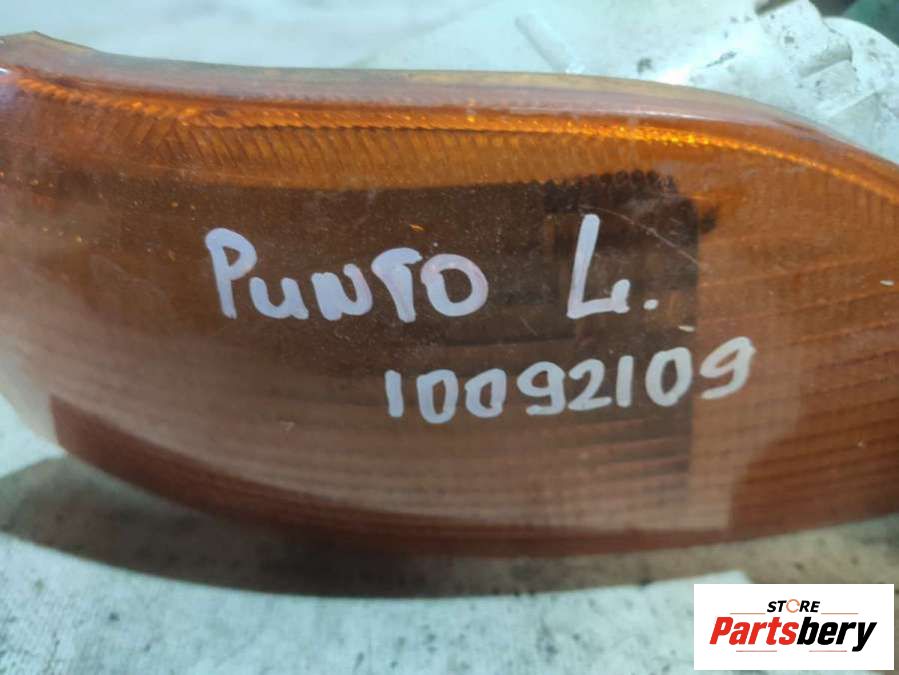 PUNTO L.
10092109
STORE
Partsbery